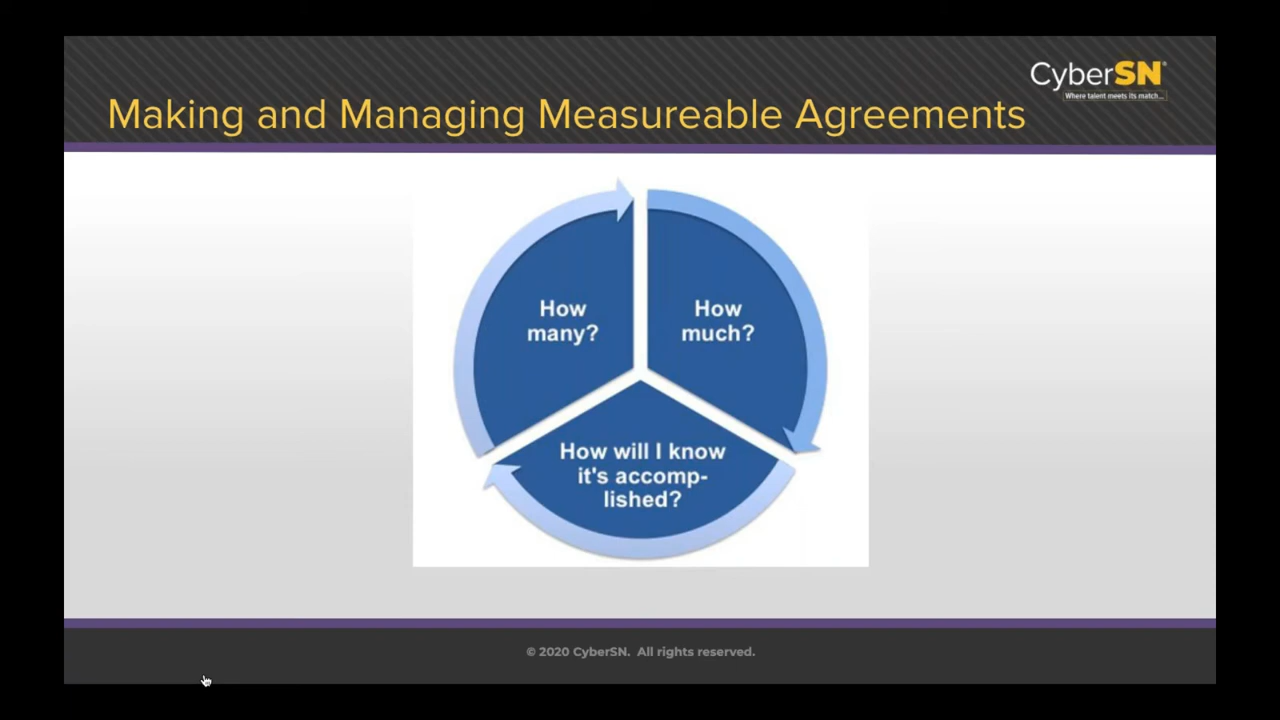 CyberSN®
Where talent meets its match...
Making and Managing Measureable Agreements
How
many?
How
much?
How will I know
it's accomp-
lished?
© 2020 CyberSN. All rights reserved.